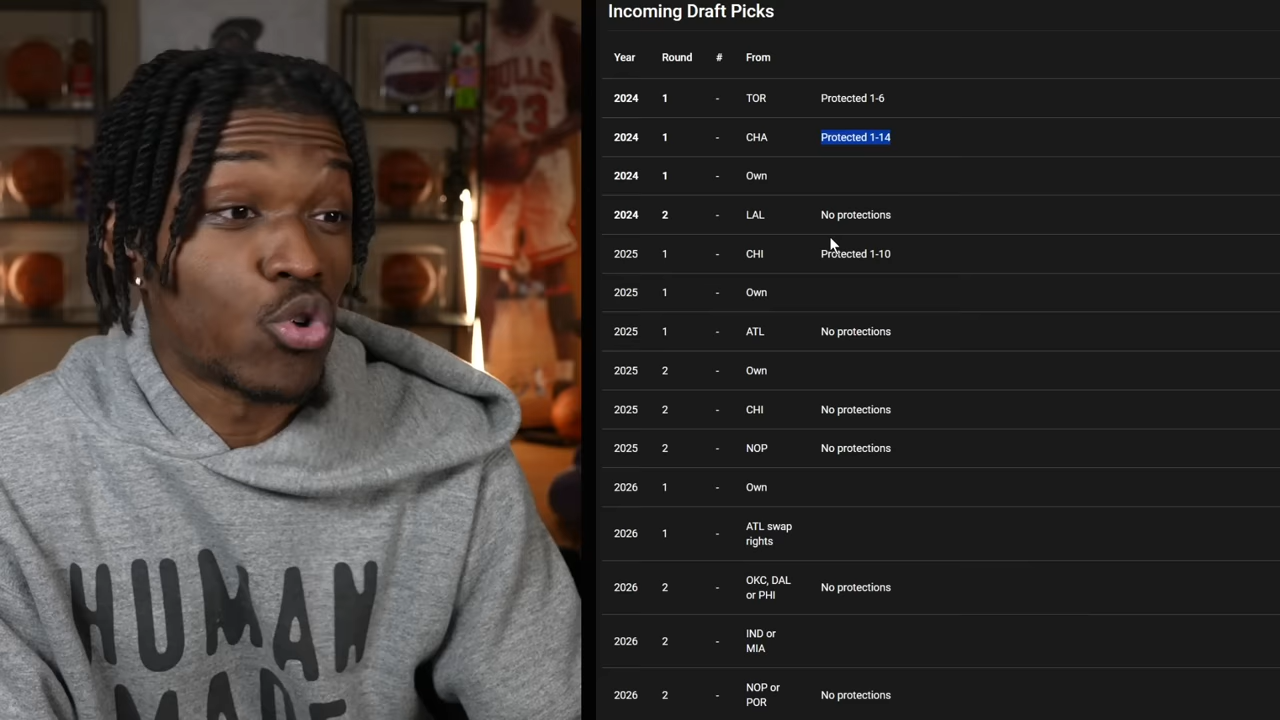 Incoming Draft Picks
Year Round # From
2024 1 - TOR Protected 1-6
2024 1 - CHA Protected 1-14
2024 1 - Own
2024 2 - LAL No protections
2025 1 - CHI Protected 1-10
2025 1 - Own
2025 1 - ATL No protections
2025 2 - Own
2025 2 - CHI No protections
2025 2 - NOP No protections
2026 1 - Own
2026 1 - ATL swap
rights
2026 2 - OKC, DAL
or PHI No protections
2026 2 - IND or
MIA
2026 2 - NOP or
POR No protections
BULLS
23
HUMAN
MADE